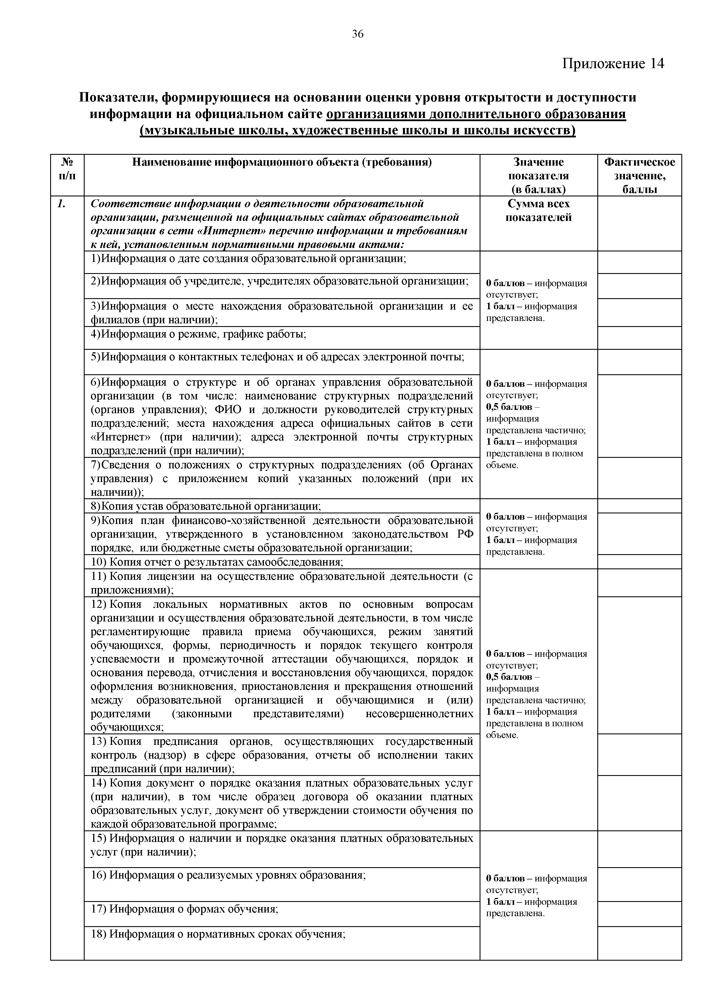 36
Приложение 14
Показатели, формирующиеся на основании оценки уровня открытости и доступности
информации на официальном сайте организациями дополнительного образования
(музыкальные школы, художественные школы и школы искусств)
№
п/п
Наименование информационного объекта (требования)
Значение
показателя
(в баллах)
Фактическое
значение,
баллы
1.
Соответствие информации о деятельности образовательной
организации, размещенной на официальных сайтах образовательной
организации в сети «Интернет» перечню информации и требованиям
к ней, установленным нормативными правовыми актами:
Сумма всех
показателей
1)Информация о дате создания образовательной организации;
2)Информация об учредителе, учредителях образовательной организации;
3)Информация о месте нахождения образовательной организации и ее
филиалов (при наличии);
4)Информация о режиме, графике работы;
0 баллов – информация
отсутствует;
1 балл – информация
представлена.
5)Информация о контактных телефонах и об адресах электронной почты;
6)Информация о структуре и об органах управления образовательной
организации (в том числе: наименование структурных подразделений
(органов управления); ФИО и должности руководителей структурных
подразделений; места нахождения адреса официальных сайтов в сети
«Интернет» (при наличии); адреса электронной почты структурных
подразделений (при наличии);
7)Сведения о положениях о структурных подразделениях (об Органах
управления) с приложением копий указанных положений (при их
наличии));
0 баллов – информация
отсутствует;
0,5 баллов –
информация
представлена частично;
1 балл – информация
представлена в полном
объеме.
8)Копия устав образовательной организации;
9)Копия план финансово-хозяйственной деятельности образовательной
организации, утвержденного в установленном законодательством РФ
порядке, или бюджетные сметы образовательной организации;
10) Копия отчет о результатах самообследования;
0 баллов – информация
отсутствует;
1 балл – информация
представлена.
11) Копия лицензии на осуществление образовательной деятельности (с
приложениями);
12) Копия локальных нормативных актов по основным вопросам
организации и осуществления образовательной деятельности, в том числе
регламентирующие правила приема обучающихся, режим занятий
обучающихся, формы, периодичность и порядок текущего контроля
успеваемости и промежуточной аттестации обучающихся, порядок и
основания перевода, отчисления и восстановления обучающихся, порядок
оформления возникновения, приостановления и прекращения отношений
между образовательной организацией и обучающимися и (или)
родителями (законными представителями) несовершеннолетних
обучающихся;
13) Копия предписания органов, осуществляющих государственный
контроль (надзор) в сфере образования, отчеты об исполнении таких
предписаний (при наличии);
14) Копия документ о порядке оказания платных образовательных услуг
(при наличии), в том числе образец договора об оказании платных
образовательных услуг, документ об утверждении стоимости обучения по
каждой образовательной программе;
0 баллов – информация
отсутствует;
0,5 баллов –
информация
представлена частично;
1 балл – информация
представлена в полном
объеме.
15) Информация о наличии и порядке оказания платных образовательных
услуг (при наличии);
16) Информация о реализуемых уровнях образования;
17) Информация о формах обучения;
18) Информация о нормативных сроках обучения;
0 баллов – информация
отсутствует;
1 балл – информация
представлена.